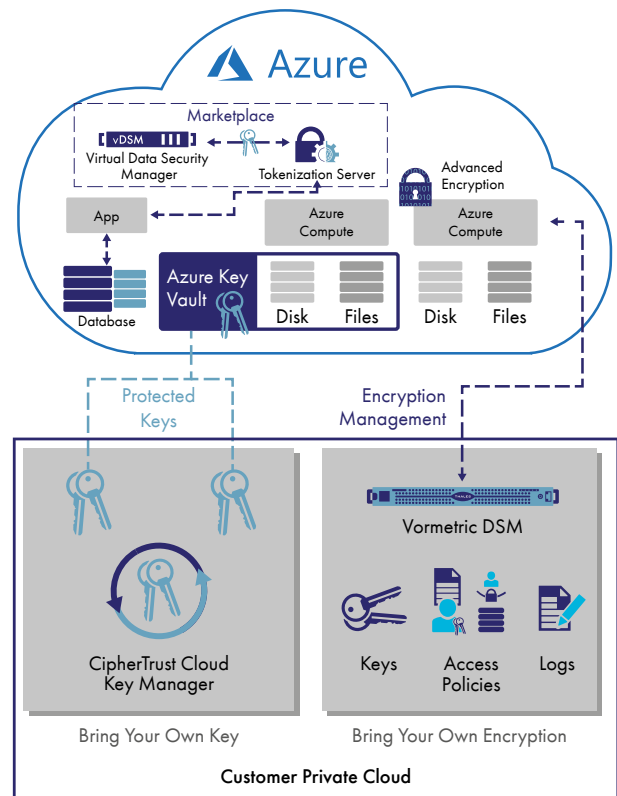 Azure
Marketplace
vDSM
Virtual Data Security
Manager
Tokenization Server
Advanced
Encryption
App
Azure
Compute
Azure
Compute
Database
Azure Key
Vault
Disk
Files
Disk
Files
Protected
Keys
Encryption
Management
CipherTrust Cloud
Key Manager
THALES
Vormetric DSM
Keys
Access
Policies
Logs
Bring Your Own Key
Bring Your Own Encryption
Customer Private Cloud